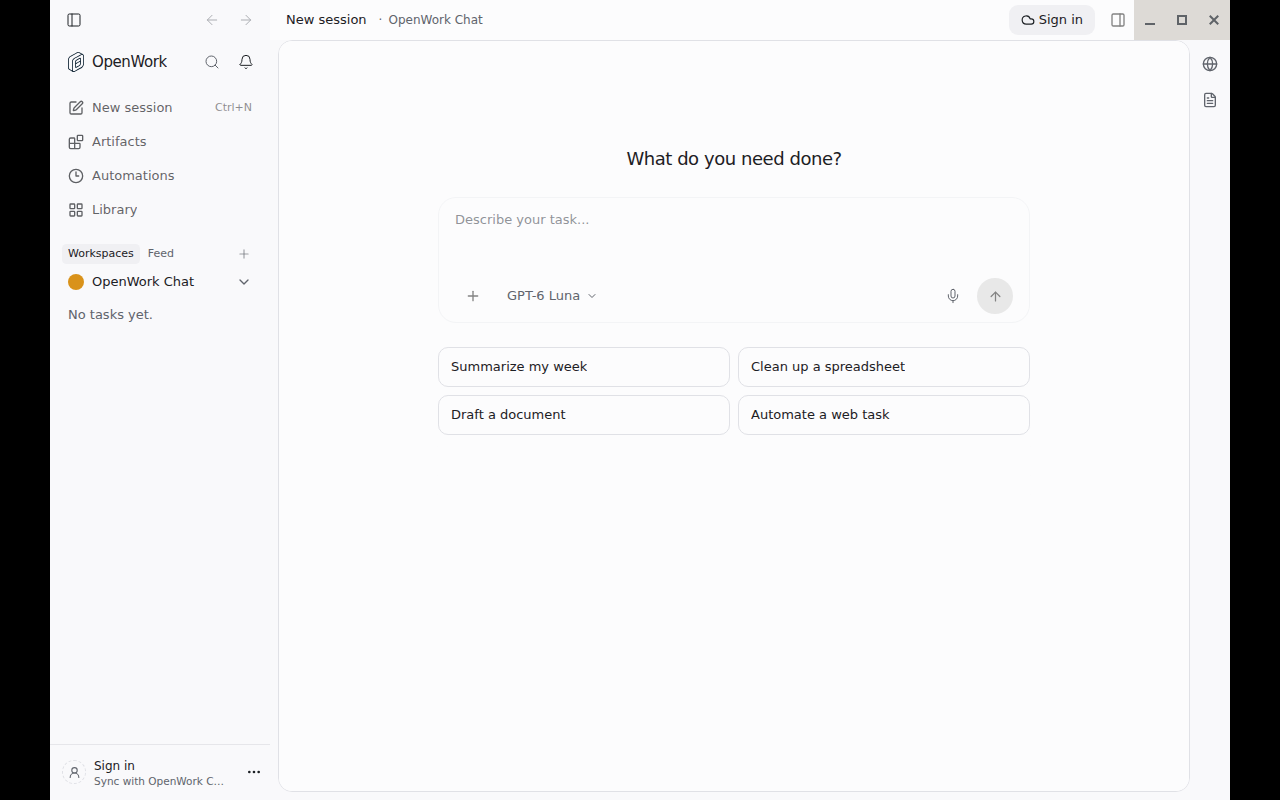 New session · OpenWork Chat
Sign in
OpenWork
New session Ctrl+N
Artifacts
Automations
Library
Workspaces Feed
OpenWork Chat
No tasks yet.
What do you need done?
Describe your task...
GPT-6 Luna
Summarize my week
Clean up a spreadsheet
Draft a document
Automate a web task
Sign in
Sync with OpenWork C...